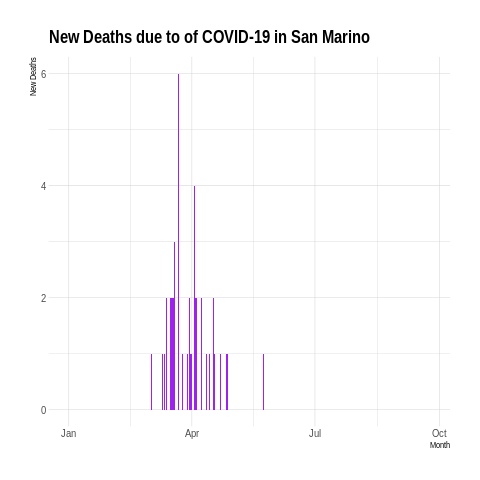 New Deaths due to of COVID-19 in San Marino
New Deaths
6
4
2
0
Jan Apr Jul Oct
Month